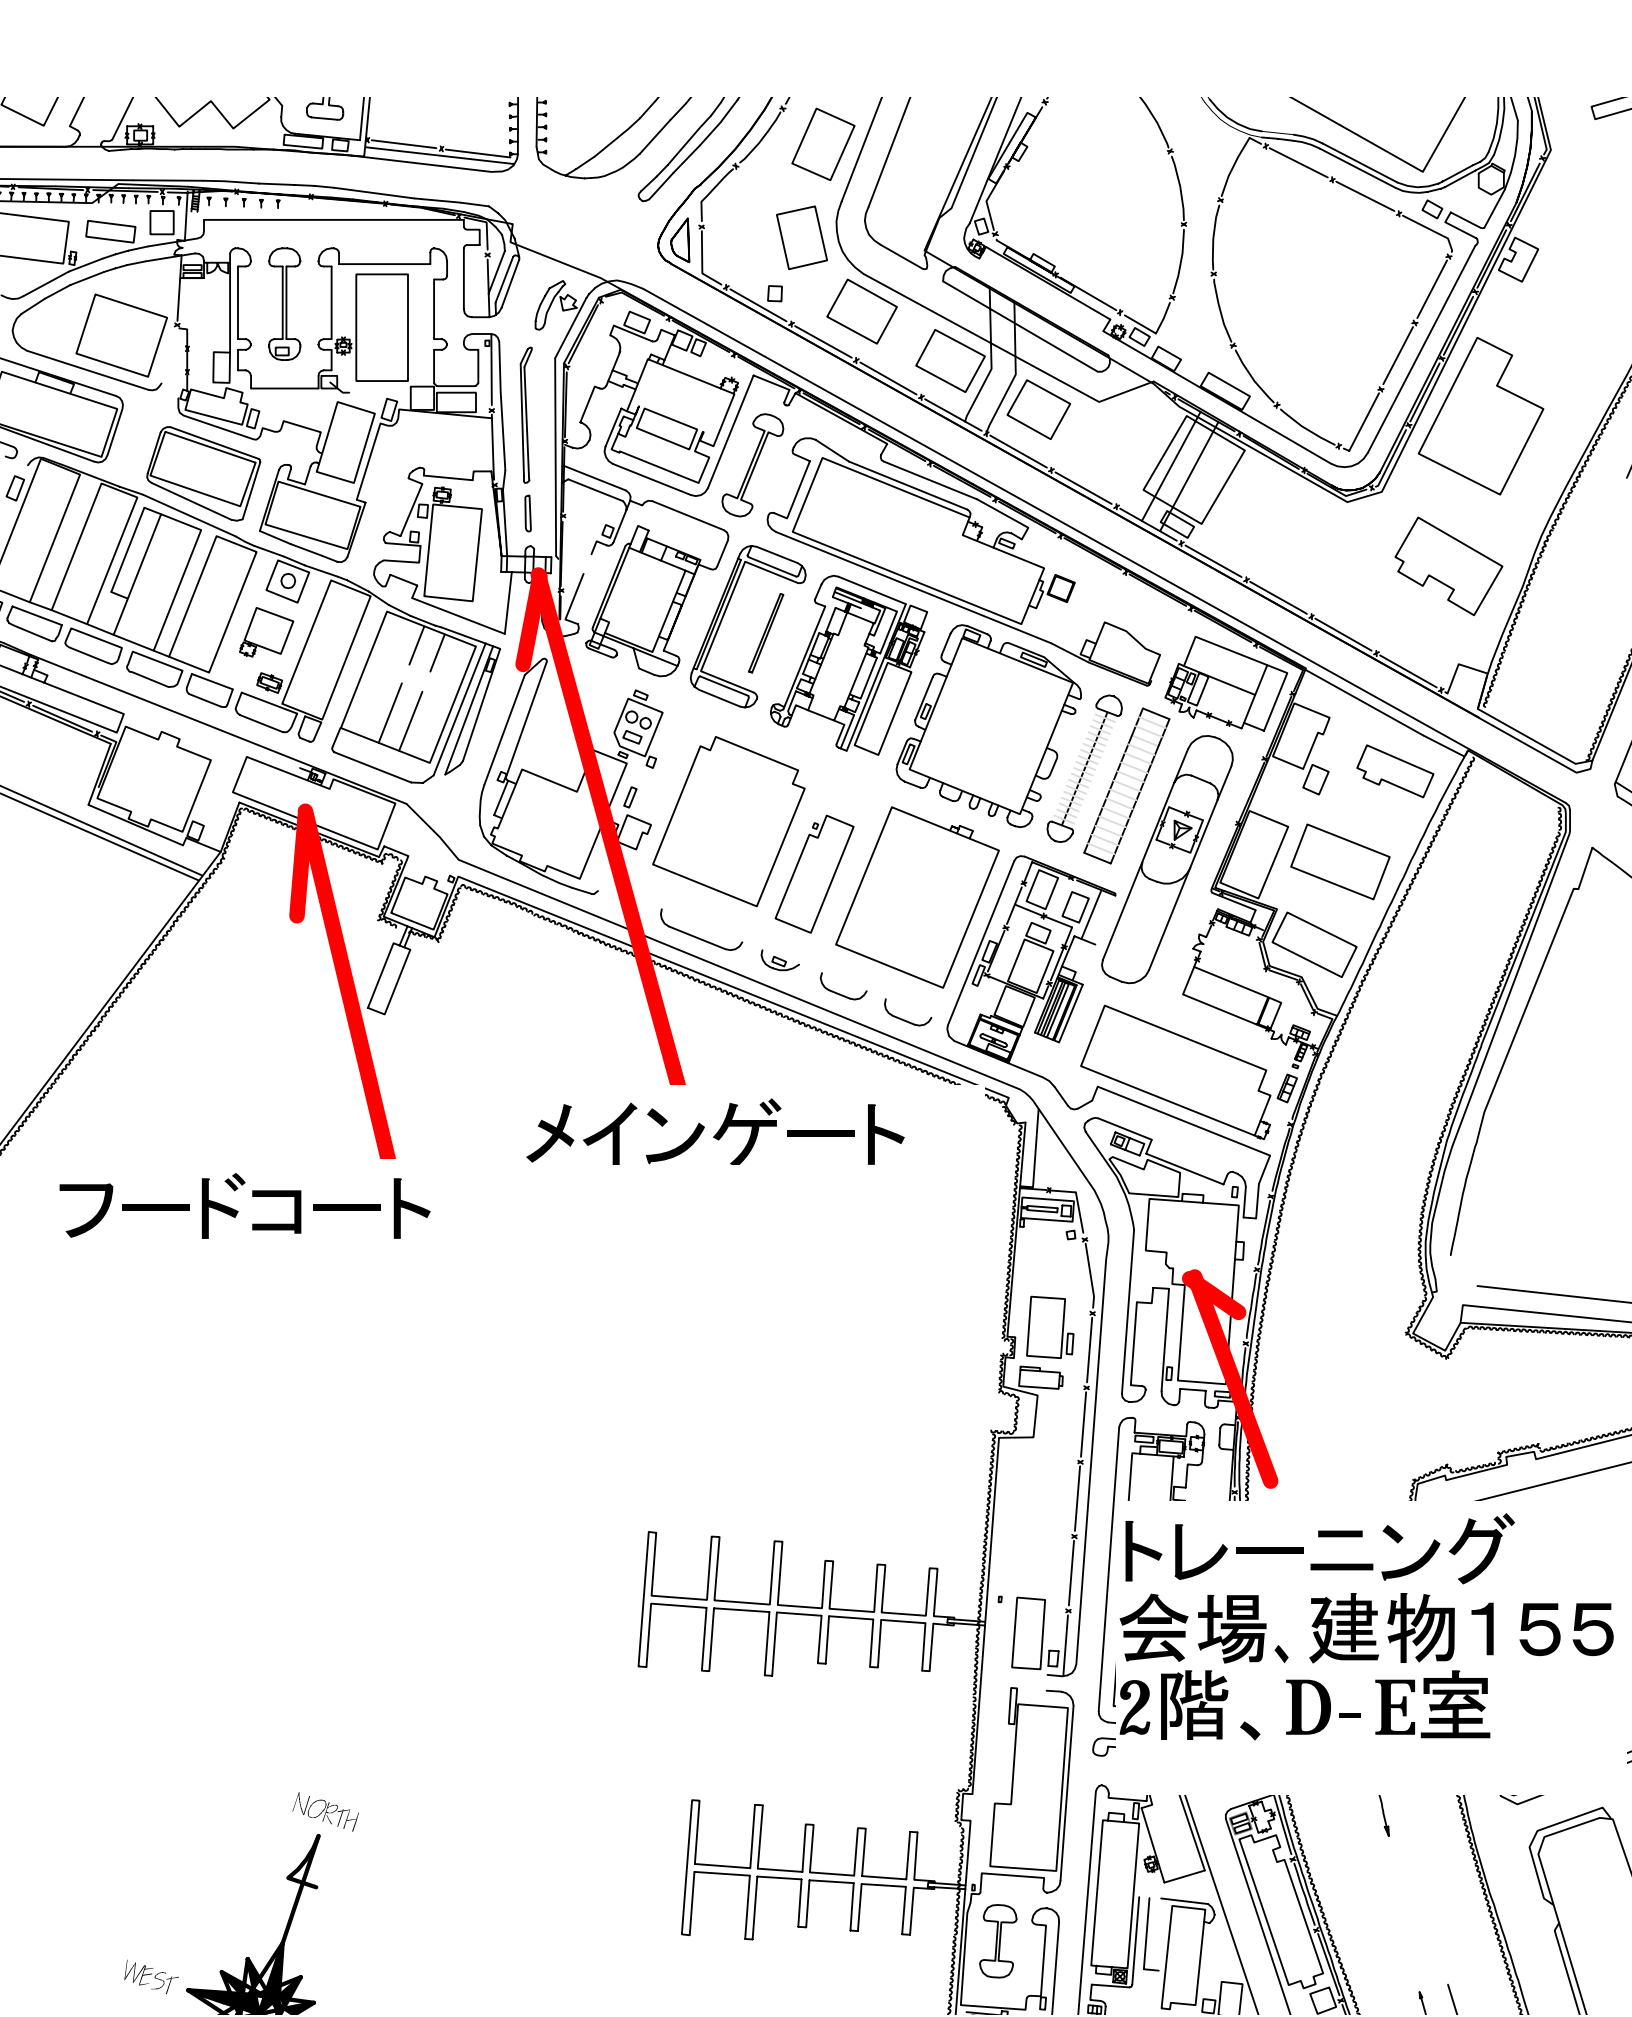 メインゲート
フードコート
トレーニング
会場、建物155
2階、D-E室
NORTH
WEST